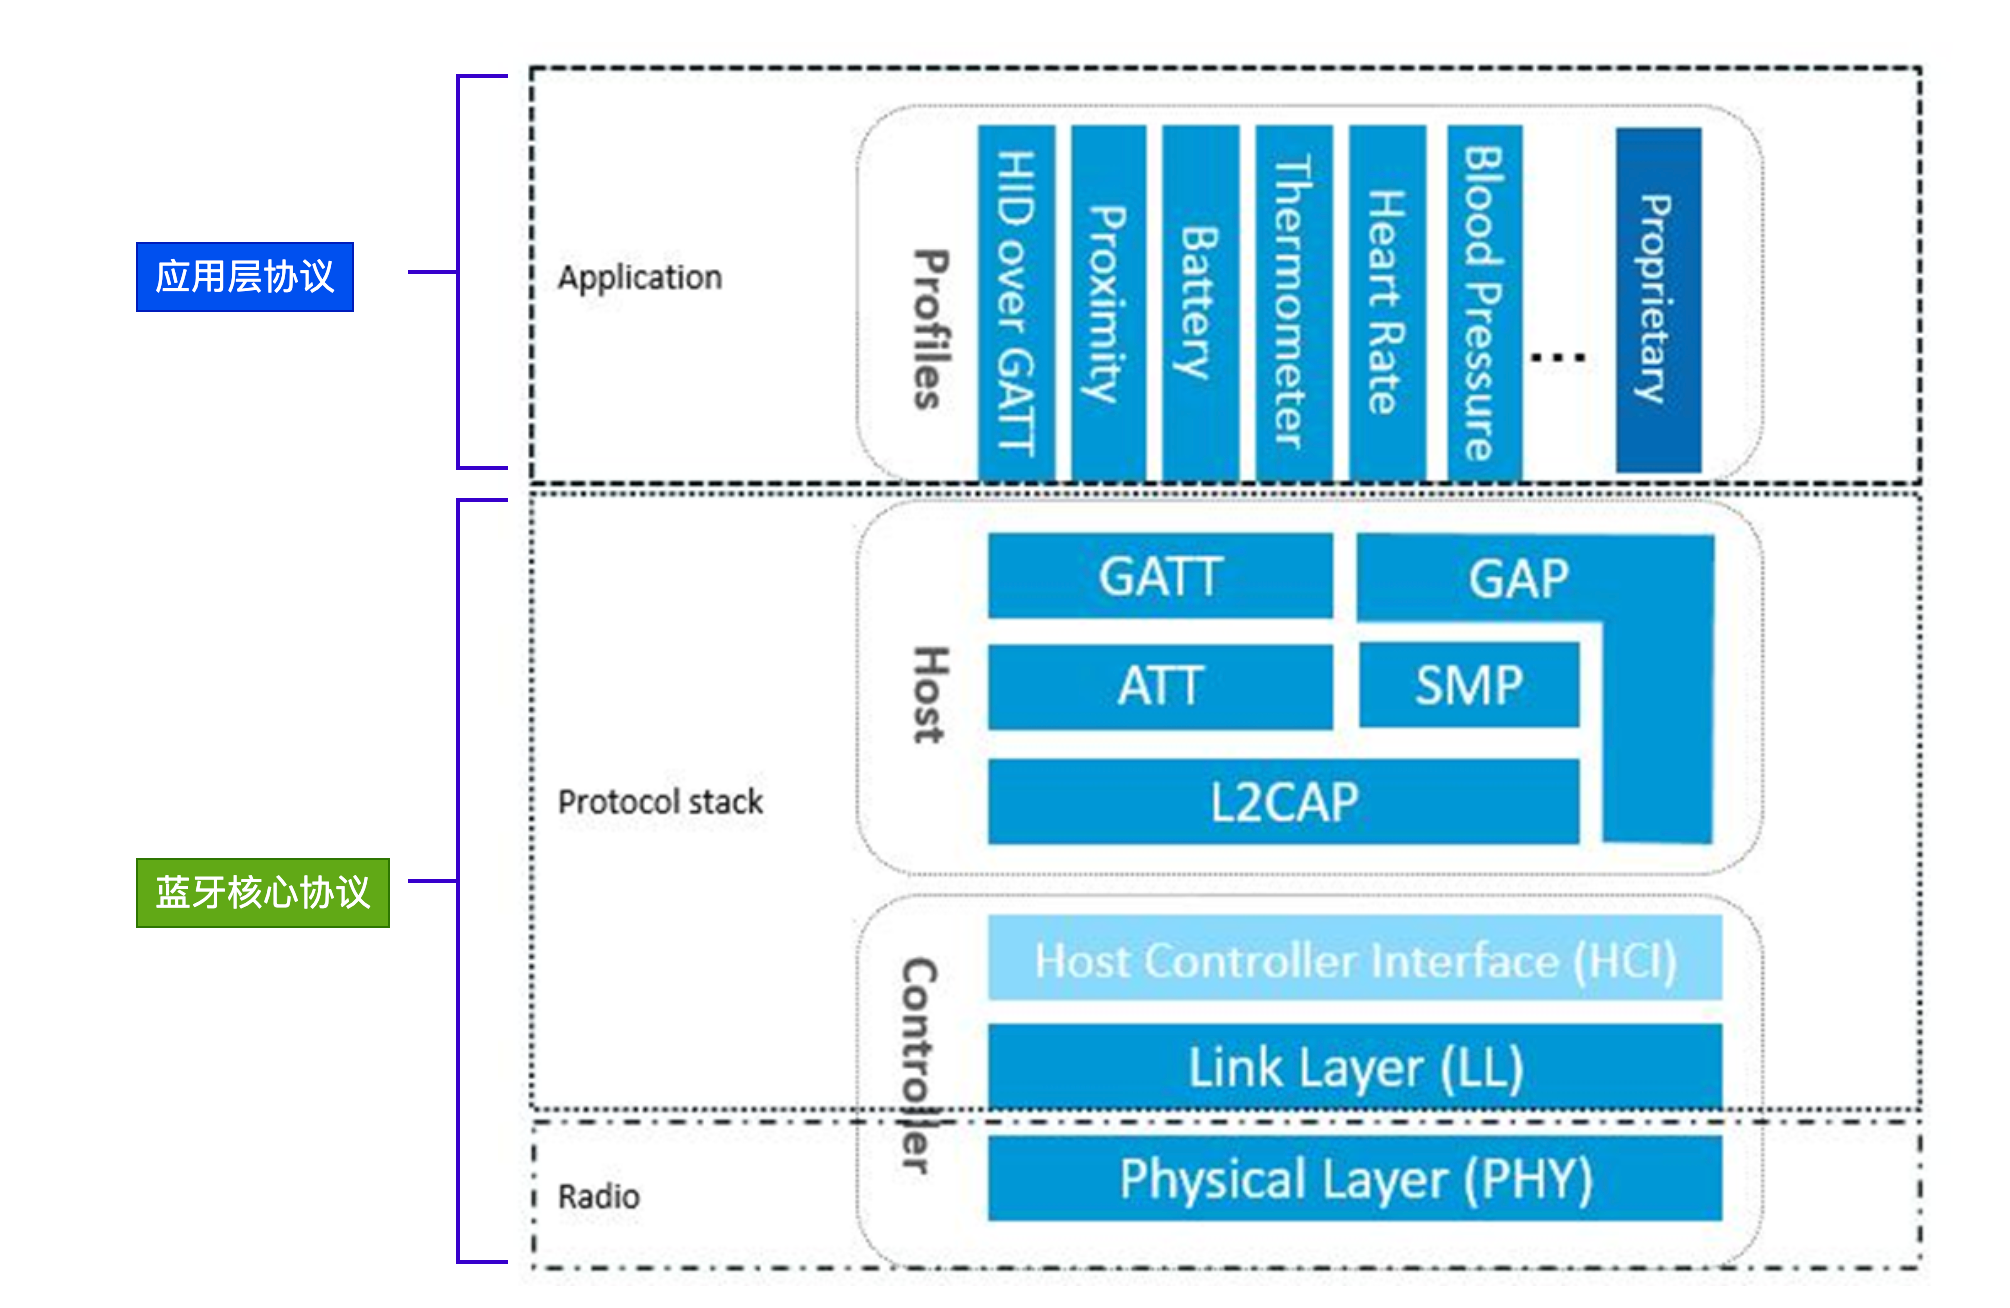 应用层协议
Application
Profiles
HID over GATT
Proximity
Battery
Thermometer
Heart Rate
Blood Pressure
...
Proprietary
蓝牙核心协议
Protocol stack
Host
GATT
GAP
ATT
SMP
L2CAP
Controller
Host Controller Interface (HCI)
Link Layer (LL)
Radio
Physical Layer (PHY)